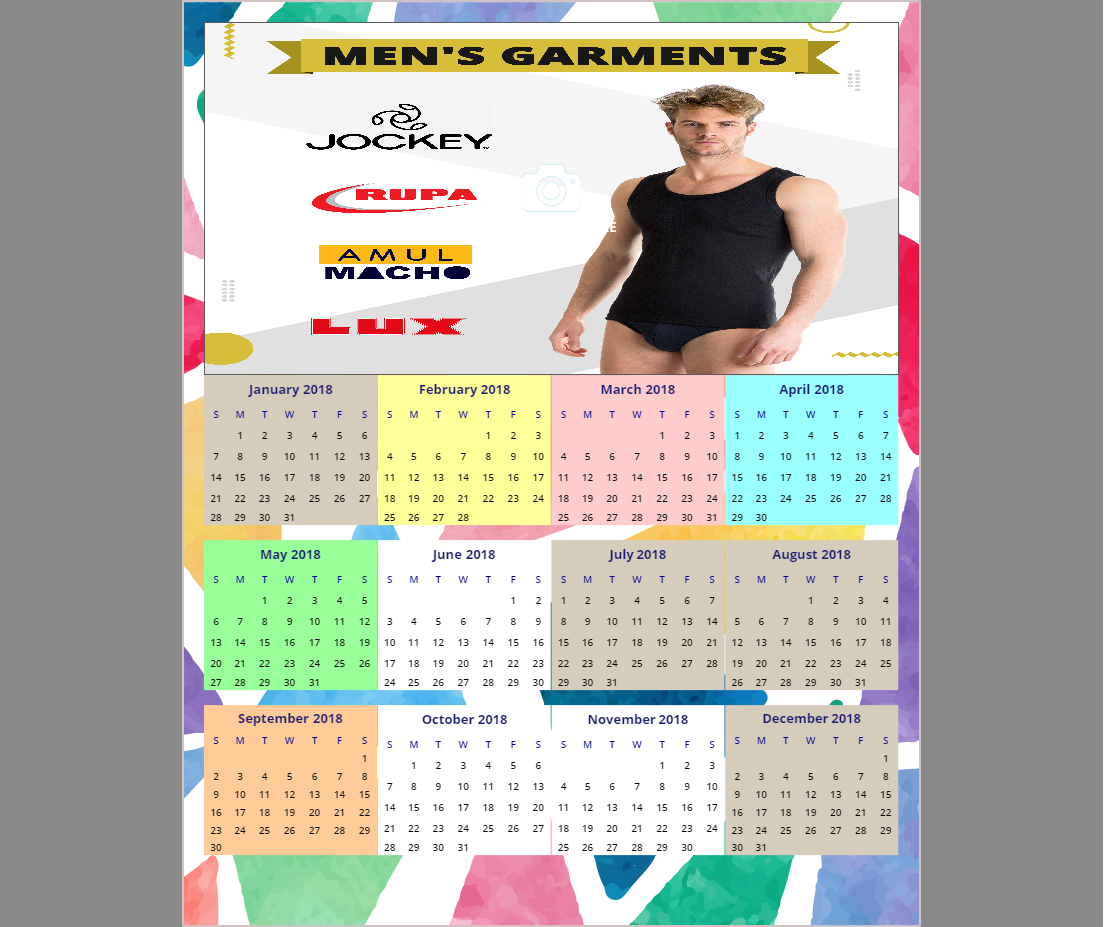 MEN'S GARMENTS
JOCKEY
RUPA
AMUL
MACHO
LUX
January 2018 February 2018 March 2018 April 2018
S M T W T F S S M T W T F S S M T W T F S S M T W T F S
1 2 3 4 5 6 1 2 3 1 2 3 1 2 3 4 5 6 7
7 8 9 10 11 12 13 4 5 6 7 8 9 10 4 5 6 7 8 9 10 8 9 10 11 12 13 14
14 15 16 17 18 19 20 11 12 13 14 15 16 17 11 12 13 14 15 16 17 15 16 17 18 19 20 21
21 22 23 24 25 26 27 18 19 20 21 22 23 24 18 19 20 21 22 23 24 22 23 24 25 26 27 28
28 29 30 31 25 26 27 28 25 26 27 28 29 30 31 29 30
May 2018 June 2018 July 2018 August 2018
S M T W T F S S M T W T F S S M T W T F S S M T W T F S
1 2 3 4 5 1 2 1 2 3 4 5 6 7 1 2 3 4
6 7 8 9 10 11 12 3 4 5 6 7 8 9 8 9 10 11 12 13 14 5 6 7 8 9 10 11
13 14 15 16 17 18 19 10 11 12 13 14 15 16 15 16 17 18 19 20 21 12 13 14 15 16 17 18
20 21 22 23 24 25 26 17 18 19 20 21 22 23 22 23 24 25 26 27 28 19 20 21 22 23 24 25
27 28 29 30 31 24 25 26 27 28 29 30 29 30 31 26 27 28 29 30 31
September 2018 October 2018 November 2018 December 2018
S M T W T F S S M T W T F S S M T W T F S S M T W T F S
1 1 2 3 4 5 6 1 2 3 1
2 3 4 5 6 7 8 7 8 9 10 11 12 13 4 5 6 7 8 9 10 2 3 4 5 6 7 8
9 10 11 12 13 14 15 14 15 16 17 18 19 20 11 12 13 14 15 16 17 9 10 11 12 13 14 15
16 17 18 19 20 21 22 21 22 23 24 25 26 27 18 19 20 21 22 23 24 16 17 18 19 20 21 22
23 24 25 26 27 28 29 28 29 30 31 25 26 27 28 29 30 23 24 25 26 27 28 29
30 30 31